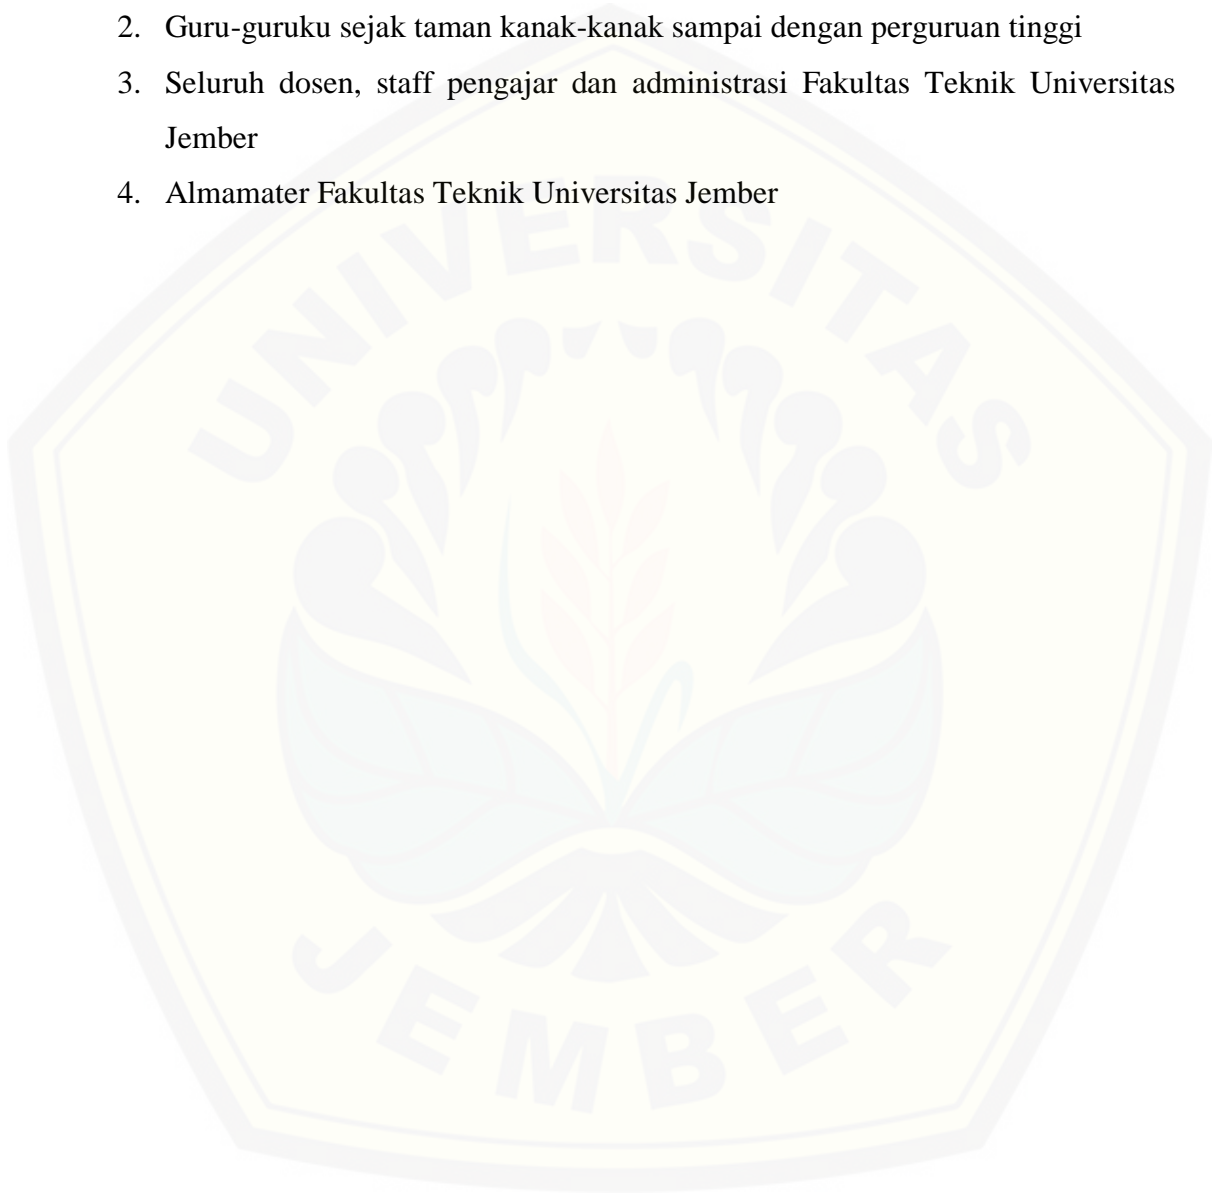 2. Guru-guruku sejak taman kanak-kanak sampai dengan perguruan tinggi
3. Seluruh dosen, staff pengajar dan administrasi Fakultas Teknik Universitas
Jember
4. Almamater Fakultas Teknik Universitas Jember
UNIVERSITAS
JEMBER